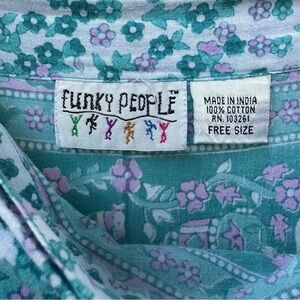 FUNKY PEOPLE™
MADE IN INDIA
100% COTTON
RN. 103261
FREE SIZE